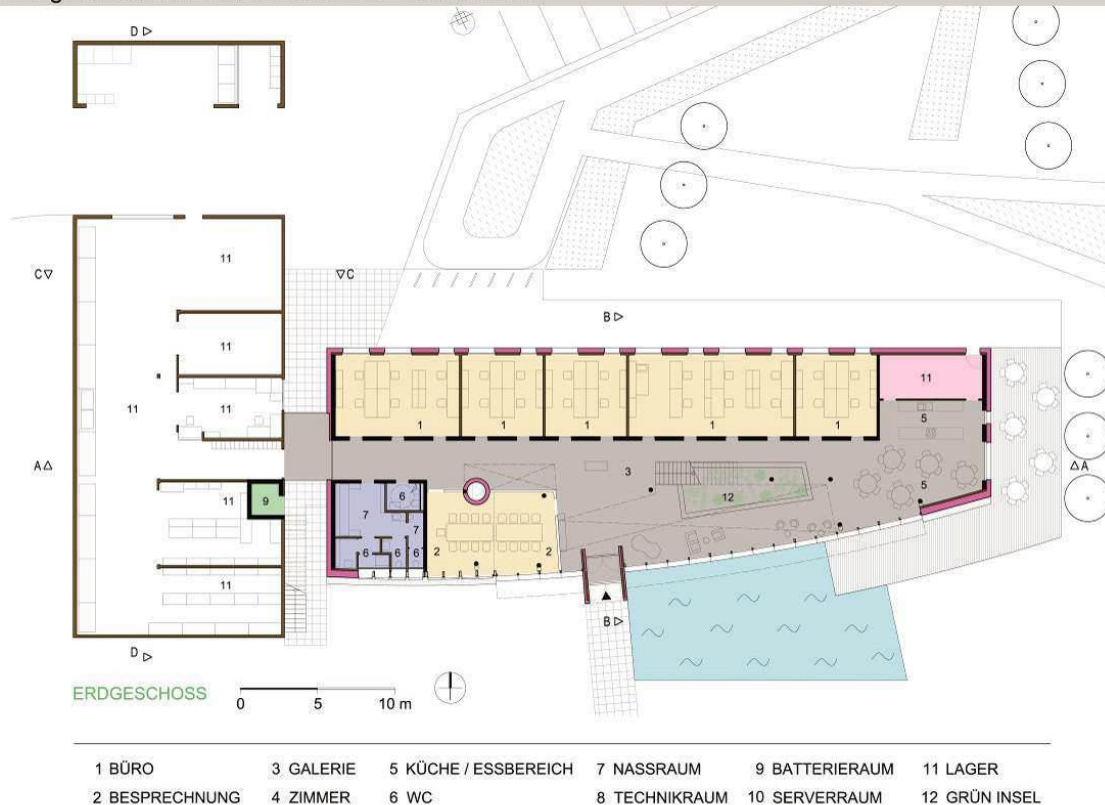 D
11
C
C
B
11
11
11
11
1
1
1
1
1
5
A
3
A
9
11
6
12
5
7
7
2
2
6
6
6
11
B
D
ERDGESCHOSS
0 5 10 m
1 BÜRO 3 GALERIE 5 KÜCHE / ESSBEREICH 7 NASSRAUM 9 BATTERIERAUM 11 LAGER
2 BESPRECHNUNG 4 ZIMMER 6 WC 8 TECHNIKRAUM 10 SERVERRAUM 12 GRÜN INSEL